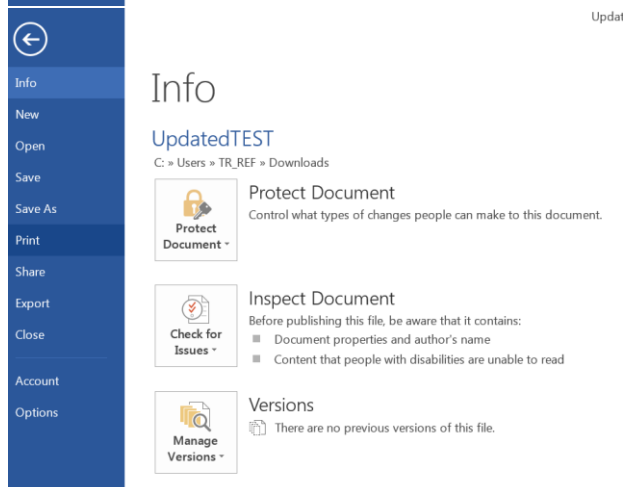 Updat
Info
New
Open
Save
Save As
Print
Share
Export
Close
Account
Options
Info
UpdatedTEST
C: » Users » TR_REF » Downloads
Protect
Document
Protect Document
Control what types of changes people can make to this document.
Check for
Issues
Inspect Document
Before publishing this file, be aware that it contains:
Document properties and author's name
Content that people with disabilities are unable to read
Manage
Versions
Versions
There are no previous versions of this file.